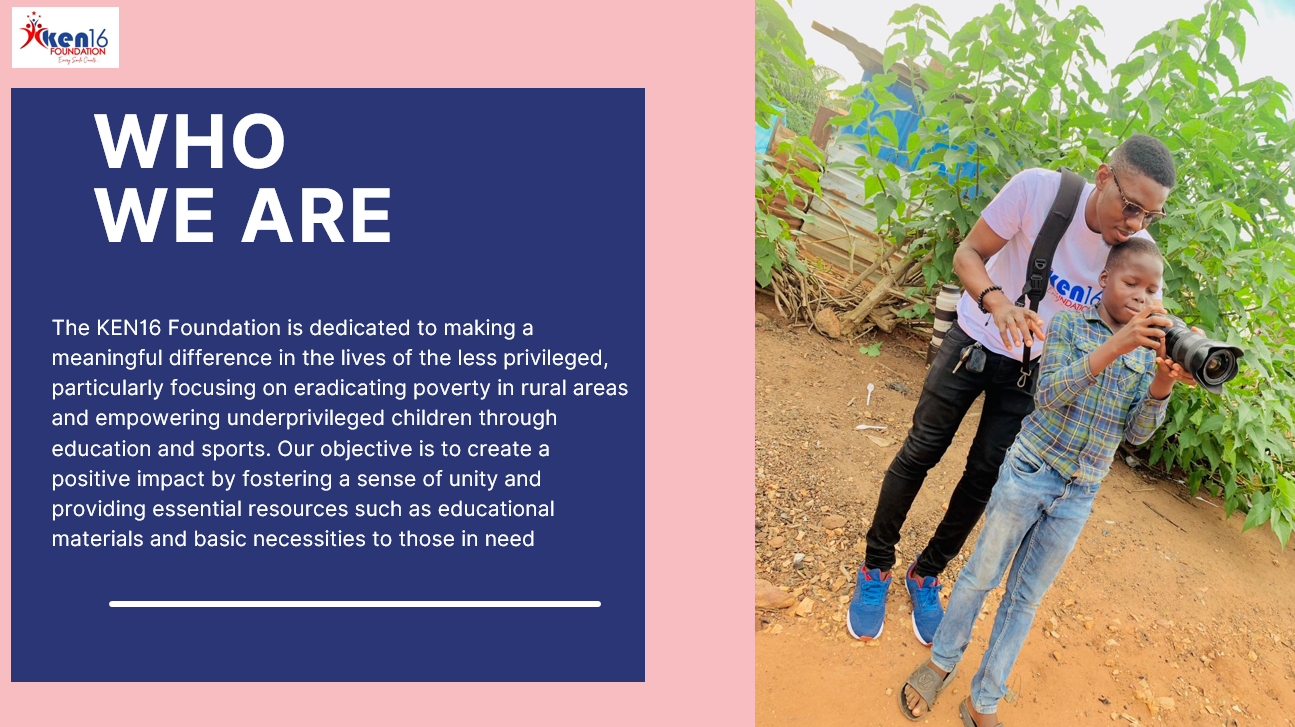 ken16
FOUNDATION
Every Smile Counts
WHO
WE ARE
The KEN16 Foundation is dedicated to making a
meaningful difference in the lives of the less privileged,
particularly focusing on eradicating poverty in rural areas
and empowering underprivileged children through
education and sports. Our objective is to create a
positive impact by fostering a sense of unity and
providing essential resources such as educational
materials and basic necessities to those in need
ken16
FOUNDATION